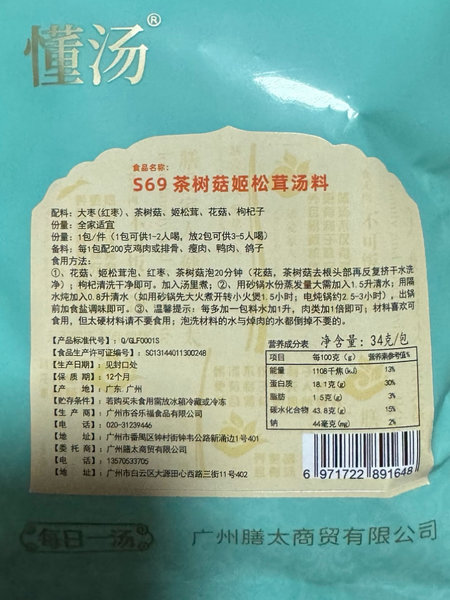 懂汤®
食品名称:
S69 茶树菇姬松茸汤料
配料: 大枣(红枣)、茶树菇、姬松茸、花菇、枸杞子
份量: 全家适宜
份量: 1包/件 (1包可供1-2人喝, 放2包可供3-5人喝)
备料: 每1包配200克鸡肉或排骨、瘦肉、鸭肉、鸽子
食用方法:
①、花菇、姬松茸泡、红枣、茶树菇泡20分钟 (花菇, 茶树菇去根头部再反复挤干水洗
净); 枸杞清洗干净即可。加入汤里煮; ②、用砂锅水份蒸发量大需加入1.5升清水; 用隔
水炖加入0.8升清水 (如用砂锅先大火煮开转小火煲1.5小时; 电炖锅约2.5-3小时), 出锅
前加食盐调味即可。③、温馨提示: 每多加一包料水加1升, 肉类加1倍即可; 材料喜欢可
食用, 但太硬材料请不要食用; 泡洗材料的水与焯肉的水都倒掉不要的。
【产品标准代号】: Q/GLF0001S
【食品生产许可证编号】: SC13144011300248
【生产日期】: 见封口处
【保 质 期】: 12个月
【产 地】: 广东.广州
【贮存条件】: 若购买未食用需放冰箱冷藏或冷冻
【生 产 商】: 广州市谷乐福食品有限公司
【电 话】: 020-31239446
【地 址】: 广州市番禺区钟村街钟韦公路新涌边1号401
【委 托 商】: 广州膳太商贸有限公司
【电 话】: 13570533705
【地 址】: 广州市白云区大源田心西路三街11号402
营养成分表 净含量: 34克/包
项目 每100克 (g) 营养素参考值%
能量 1108千焦 (kJ) 13%
蛋白质 18.1克 (g) 30%
脂肪 1.5克 (g) 3%
碳水化合物 43.8克 (g) 15%
钠 44毫克 (mg) 2%
6 971722 891648
每日一汤®
广州膳太商贸有限公司